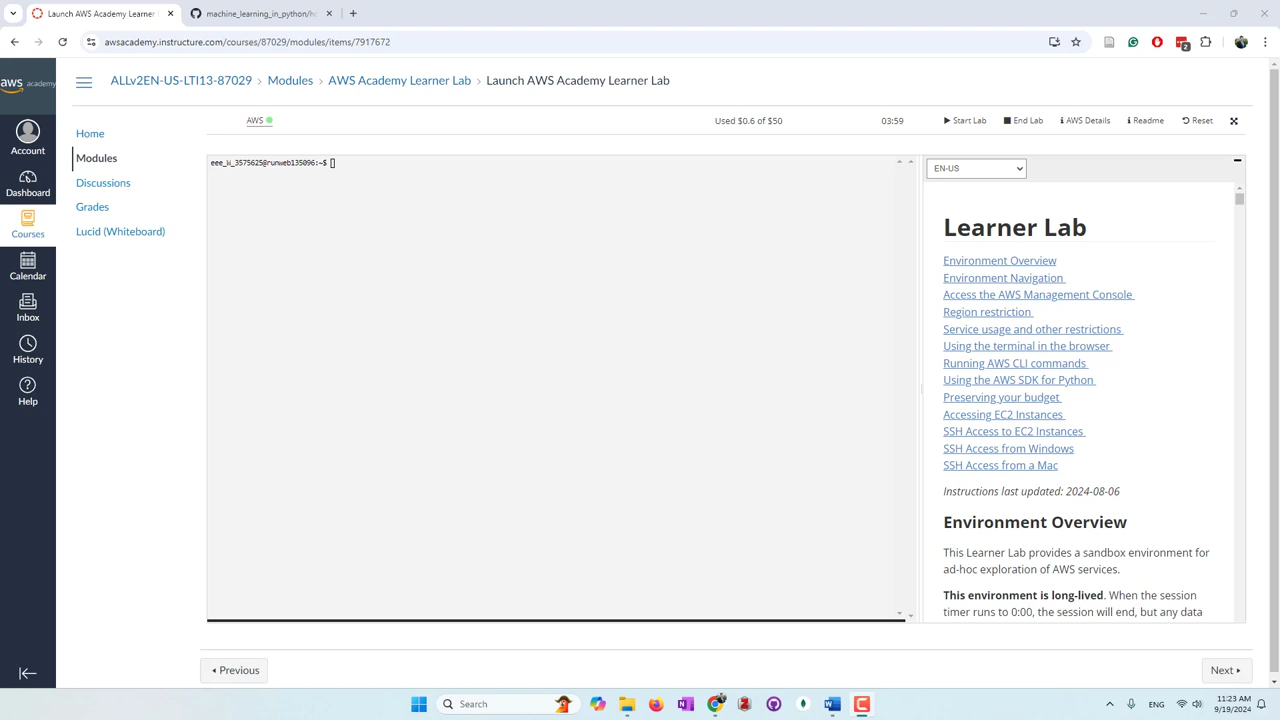 Launch AWS Academy Learner
machine_learning_in_python/ho
awsacademy.instructure.com/courses/87029/modules/items/7917672
2
aws academy
Account
Dashboard
Courses
Calendar
Inbox
History
Help
ALLv2EN-US-LTI13-87029 › Modules › AWS Academy Learner Lab › Launch AWS Academy Learner Lab
Home
Modules
Discussions
Grades
Lucid (Whiteboard)
AWS
Used $0.6 of $50
03:59
Start Lab
End Lab
AWS Details
Readme
Reset
eee_W_3575625@runweb135096:~$
EN-US
Learner Lab
Environment Overview
Environment Navigation
Access the AWS Management Console
Region restriction
Service usage and other restrictions
Using the terminal in the browser
Running AWS CLI commands
Using the AWS SDK for Python
Preserving your budget
Accessing EC2 Instances
SSH Access to EC2 Instances
SSH Access from Windows
SSH Access from a Mac
Instructions last updated: 2024-08-06
Environment Overview
This Learner Lab provides a sandbox environment for
ad-hoc exploration of AWS services.
This environment is long-lived. When the session
timer runs to 0:00, the session will end, but any data
Previous
Next
Search
ENG
11:23 AM
9/19/2024